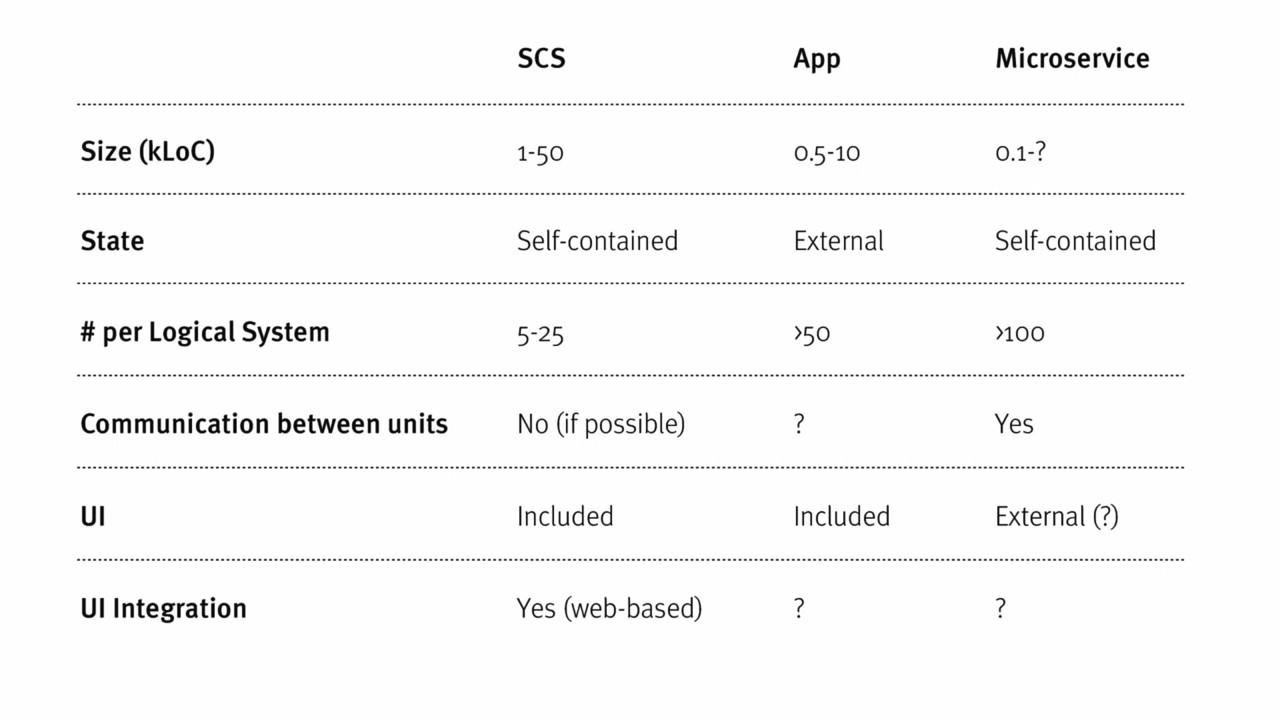 SCS App Microservice
Size (kLoC) 1-50 0.5-10 0.1-?
State Self-contained External Self-contained
# per Logical System 5-25 >50 >100
Communication between units No (if possible) ? Yes
UI Included Included External (?)
UI Integration Yes (web-based) ? ?